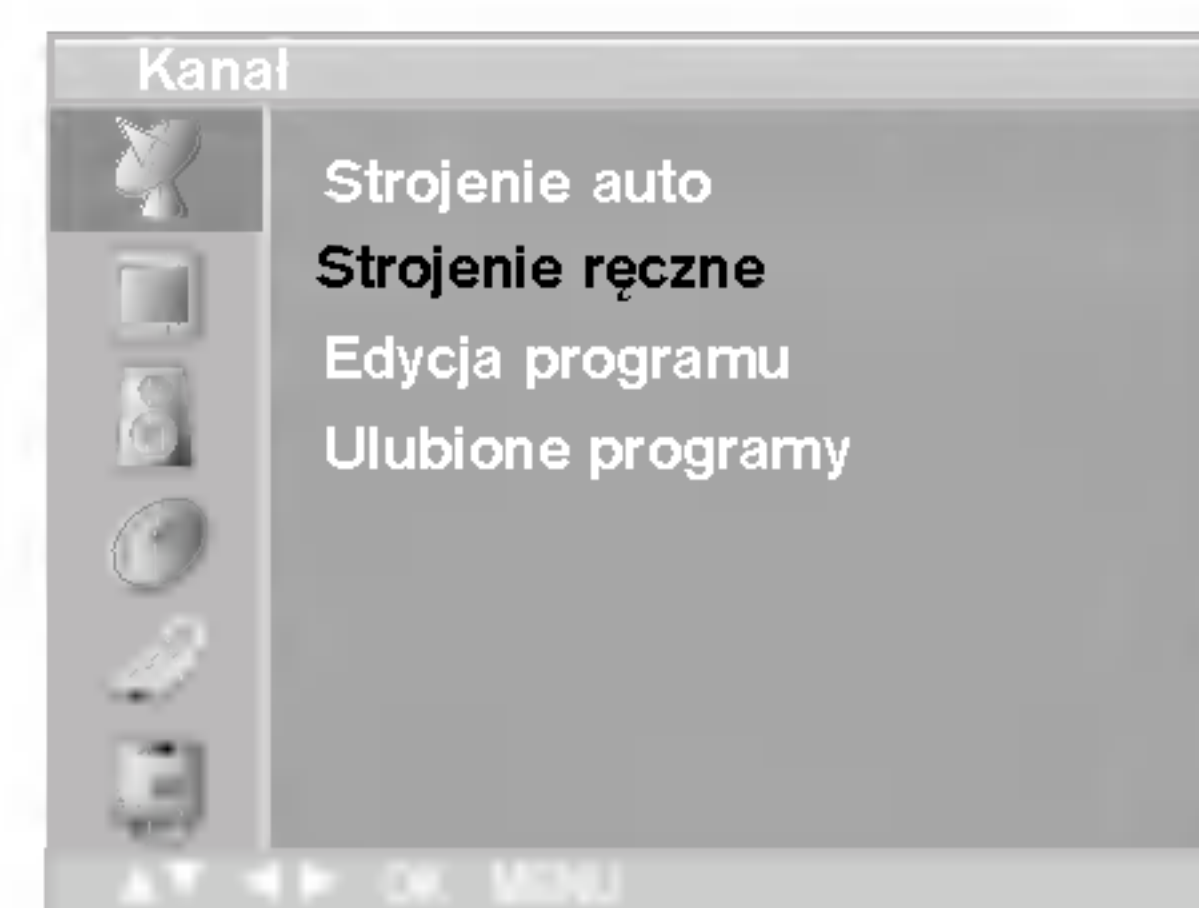 Kanał
Strojenie auto
Strojenie ręczne
Edycja programu
Ulubione programy
▲▼ ◀▶ OK MENU